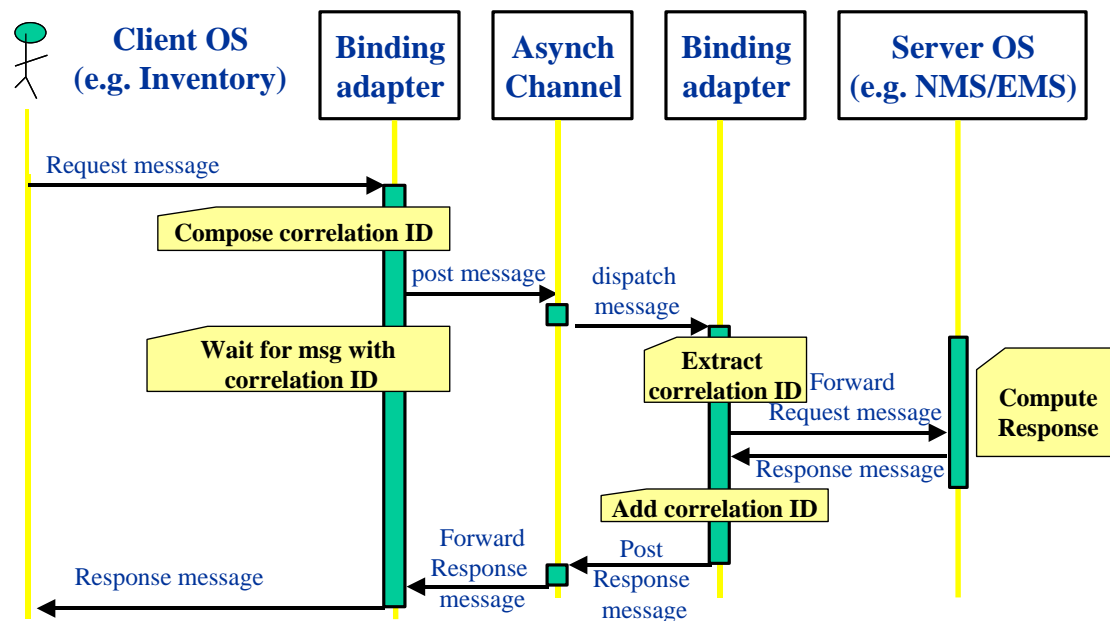 Client OS
(e.g. Inventory)
Binding
adapter
Asynch
Channel
Binding
adapter
Server OS
(e.g. NMS/EMS)
Request message
Compose correlation ID
post message
dispatch
message
Wait for msg with
correlation ID
Extract
correlation ID
Forward
Request message
Compute
Response
Response message
Add correlation ID
Post
Response
message
Forward
Response
message
Response message